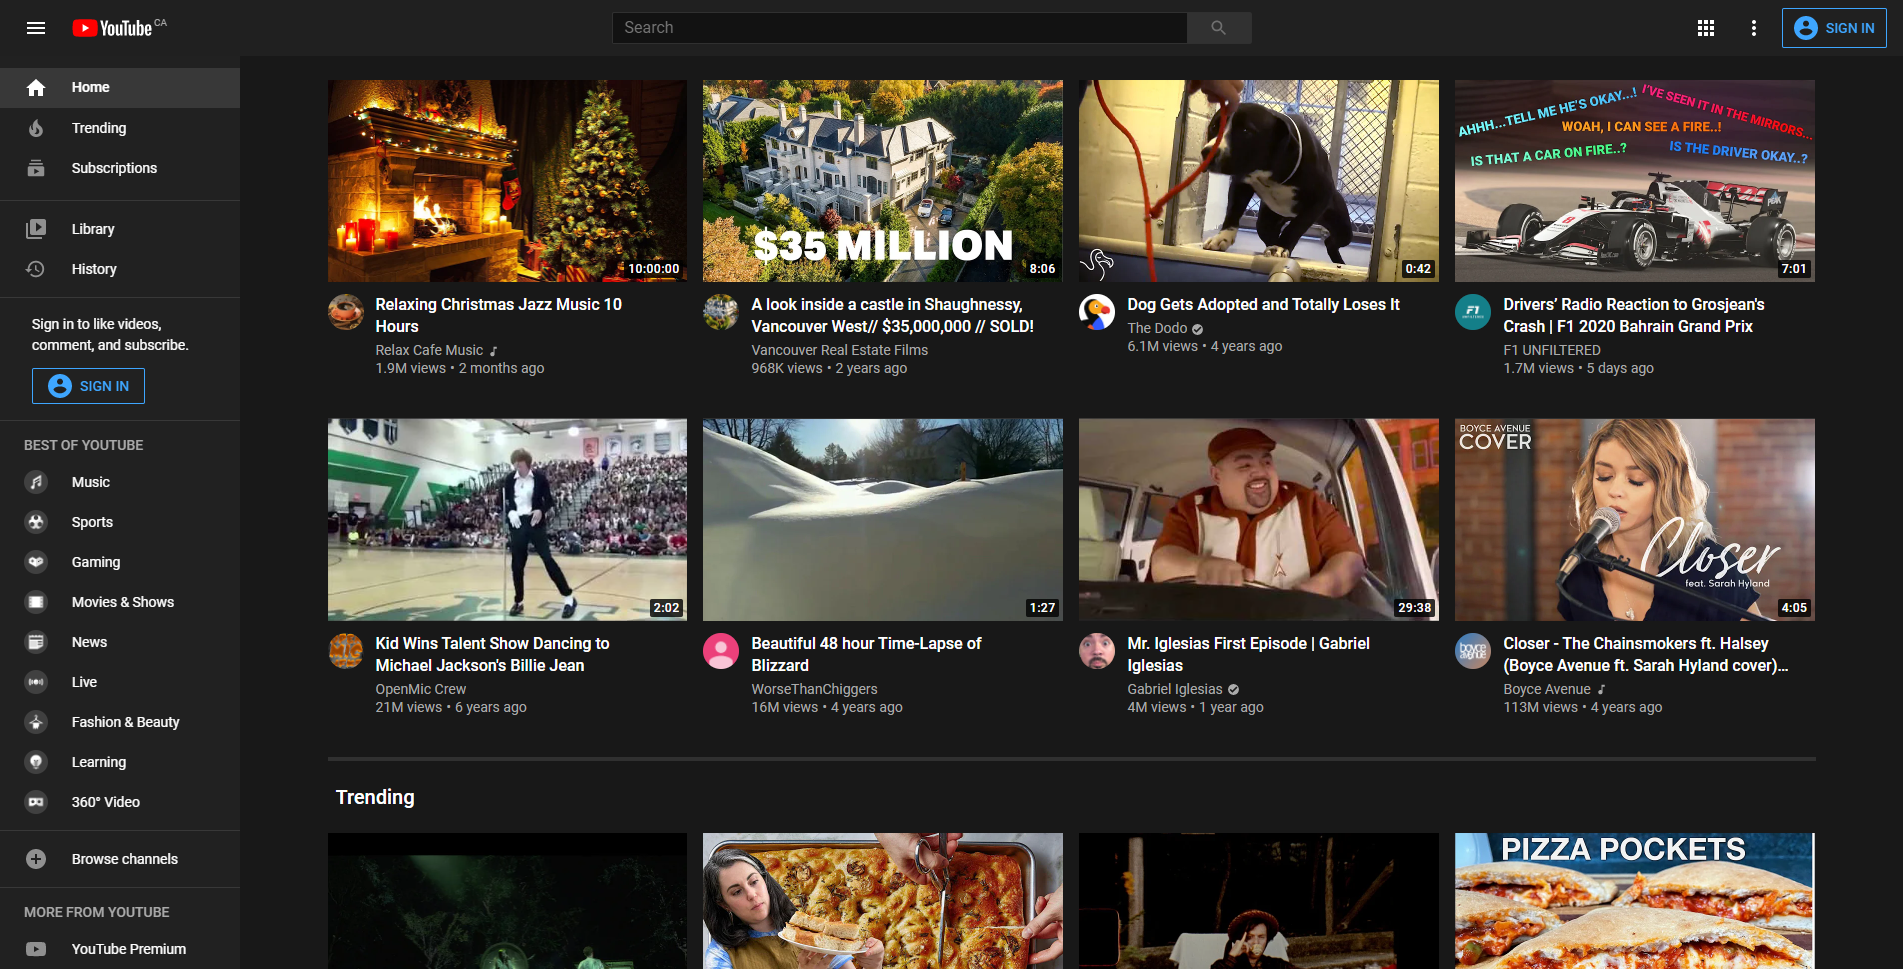 YouTube CA
Search
SIGN IN
Home
Trending
Subscriptions
Library
History
Sign in to like videos,
comment, and subscribe.
SIGN IN
BEST OF YOUTUBE
Music
Sports
Gaming
Movies & Shows
News
Live
Fashion & Beauty
Learning
360° Video
Browse channels
MORE FROM YOUTUBE
YouTube Premium
10:00:00
Relaxing Christmas Jazz Music 10
Hours
Relax Cafe Music
1.9M views • 2 months ago
$35 MILLION
8:06
A look inside a castle in Shaughnessy,
Vancouver West// $35,000,000 // SOLD!
Vancouver Real Estate Films
968K views • 2 years ago
0:42
Dog Gets Adopted and Totally Loses It
The Dodo
6.1M views • 4 years ago
AHHH...TELL ME HE'S OKAY...!
I'VE SEEN IT IN THE MIRRORS...
WOAH, I CAN SEE A FIRE..!
IS THAT A CAR ON FIRE..?
IS THE DRIVER OKAY..?
7:01
F1
Drivers’ Radio Reaction to Grosjean's
Crash | F1 2020 Bahrain Grand Prix
F1 UNFILTERED
1.7M views • 5 days ago
2:02
Kid Wins Talent Show Dancing to
Michael Jackson's Billie Jean
OpenMic Crew
21M views • 6 years ago
1:27
Beautiful 48 hour Time-Lapse of
Blizzard
WorseThanChiggers
16M views • 4 years ago
29:38
Mr. Iglesias First Episode | Gabriel
Iglesias
Gabriel Iglesias
4M views • 1 year ago
BOYCE AVENUE
COVER
Closer
feat. Sarah Hyland
4:05
boyce avenue
Closer - The Chainsmokers ft. Halsey
(Boyce Avenue ft. Sarah Hyland cover)...
Boyce Avenue
113M views • 4 years ago
Trending
PIZZA POCKETS